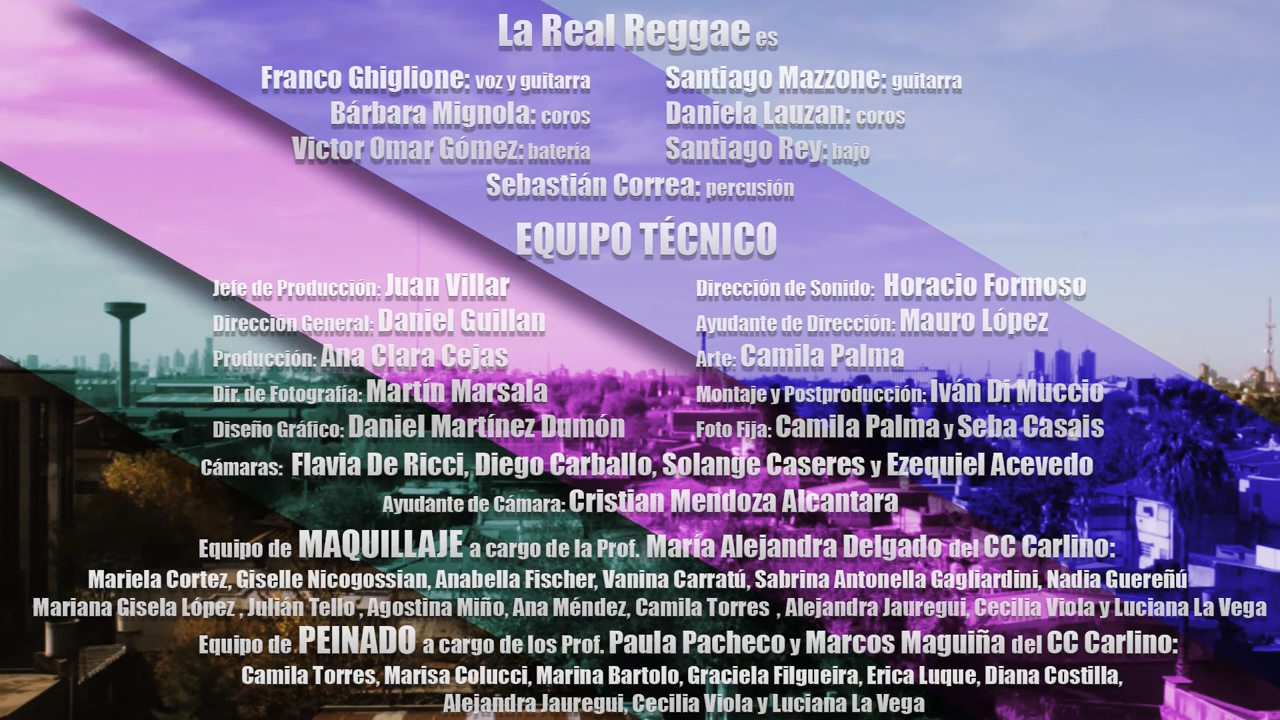 La Real Reggae es
Franco Ghiglione: voz y guitarra
Santiago Mazzone: guitarra
Bárbara Mignola: coros
Daniela Lauzan: coros
Victor Omar Gómez: batería
Santiago Rey: bajo
Sebastián Correa: percusión
EQUIPO TÉCNICO
Jefe de Producción: Juan Villar
Dirección de Sonido: Horacio Formoso
Dirección General: Daniel Guillan
Ayudante de Dirección: Mauro López
Producción: Ana Clara Cejas
Arte: Camila Palma
Dir. de Fotografía: Martín Marsala
Montaje y Postproducción: Iván Di Muccio
Diseño Gráfico: Daniel Martínez Dumón
Foto Fija: Camila Palma y Seba Casais
Cámaras: Flavia De Ricci, Diego Carballo, Solange Caseres y Ezequiel Acevedo
Ayudante de Cámara: Cristian Mendoza Alcantara
Equipo de MAQUILLAJE a cargo de la Prof. María Alejandra Delgado del CC Carlino:
Mariela Cortez, Giselle Nicogossian, Anabella Fischer, Vanina Carratú, Sabrina Antonella Gagliardini, Nadia Guereñú
Mariana Gisela López , Julián Tello , Agostina Miño, Ana Méndez, Camila Torres , Alejandra Jauregui, Cecilia Viola y Luciana La Vega
Equipo de PEINADO a cargo de los Prof. Paula Pacheco y Marcos Maguiña del CC Carlino:
Camila Torres, Marisa Colucci, Marina Bartolo, Graciela Filgueira, Erica Luque, Diana Costilla,
Alejandra Jauregui, Cecilia Viola y Luciana La Vega